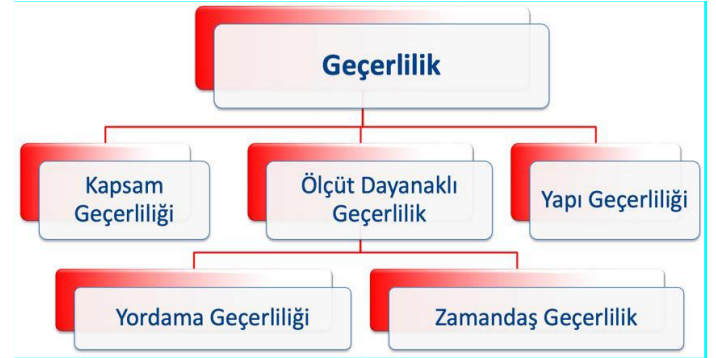 Geçerlilik
Kapsam
Geçerliliği
Ölçüt Dayanaklı
Geçerlilik
Yapı Geçerliliği
Yordama Geçerliliği
Zamandaş Geçerlilik